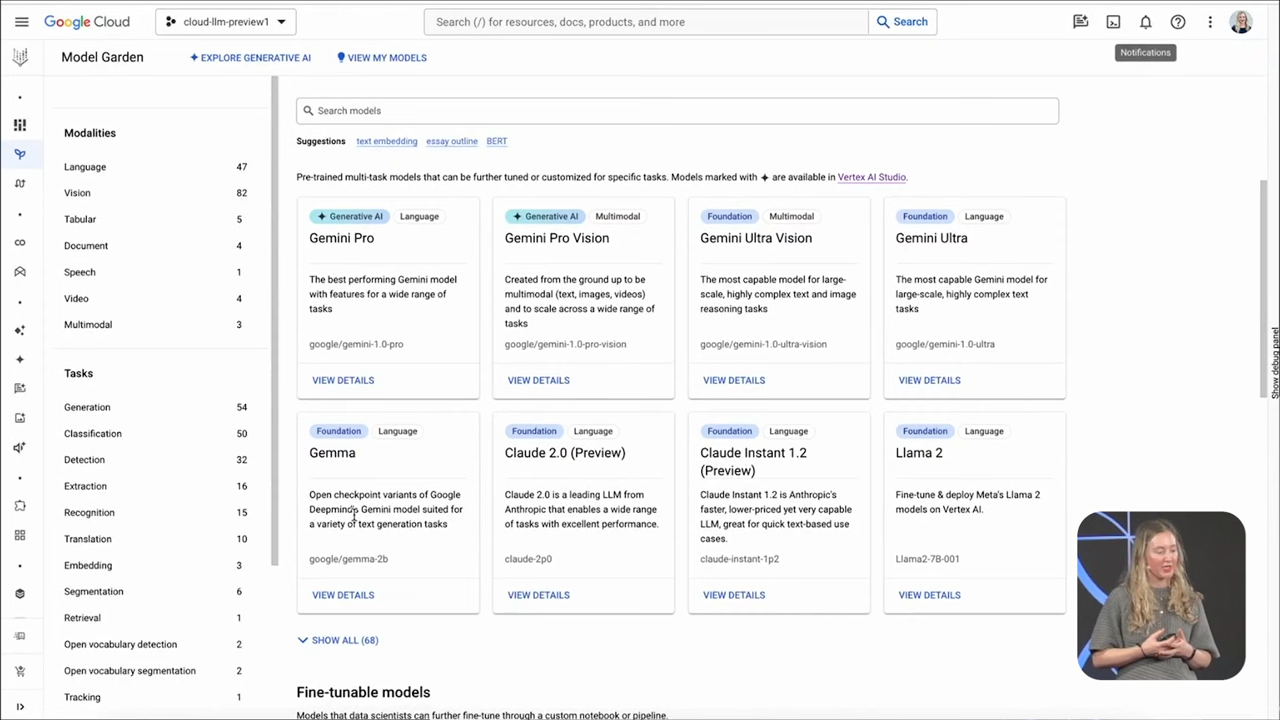 Google Cloud
cloud-llm-preview1
Search (/) for resources, docs, products, and more
Search
Notifications
Model Garden
EXPLORE GENERATIVE AI
VIEW MY MODELS
Modalities
Language 47
Vision 82
Tabular 5
Document 4
Speech 1
Video 4
Multimodal 3
Tasks
Generation 54
Classification 50
Detection 32
Extraction 16
Recognition 15
Translation 10
Embedding 3
Segmentation 6
Retrieval 1
Open vocabulary detection 2
Open vocabulary segmentation 2
Tracking 1
Search models
Suggestions text embedding essay outline BERT
Pre-trained multi-task models that can be further tuned or customized for specific tasks. Models marked with ✦ are available in Vertex AI Studio.
Generative AI Language
Gemini Pro
The best performing Gemini model
with features for a wide range of
tasks
google/gemini-1.0-pro
VIEW DETAILS
Generative AI Multimodal
Gemini Pro Vision
Created from the ground up to be
multimodal (text, images, videos)
and to scale across a wide range of
tasks
google/gemini-1.0-pro-vision
VIEW DETAILS
Foundation Multimodal
Gemini Ultra Vision
The most capable model for large-
scale, highly complex text and image
reasoning tasks
google/gemini-1.0-ultra-vision
VIEW DETAILS
Foundation Language
Gemini Ultra
The most capable Gemini model for
large-scale, highly complex text
tasks
google/gemini-1.0-ultra
VIEW DETAILS
Foundation Language
Gemma
Open checkpoint variants of Google
Deepmind's Gemini model suited for
a variety of text generation tasks
google/gemma-2b
VIEW DETAILS
Foundation Language
Claude 2.0 (Preview)
Claude 2.0 is a leading LLM from
Anthropic that enables a wide range
of tasks with excellent performance.
claude-2p0
VIEW DETAILS
Foundation Language
Claude Instant 1.2
(Preview)
Claude Instant 1.2 is Anthropic's
faster, lower-priced yet very capable
LLM, great for quick text-based use
cases.
claude-instant-1p2
VIEW DETAILS
Foundation Language
Llama 2
Fine-tune & deploy Meta's Llama 2
models on Vertex AI.
Llama2-7B-001
VIEW DETAILS
SHOW ALL (68)
Fine-tunable models
Models that data scientists can further fine-tune through a custom notebook or pipeline.
Show debug panel